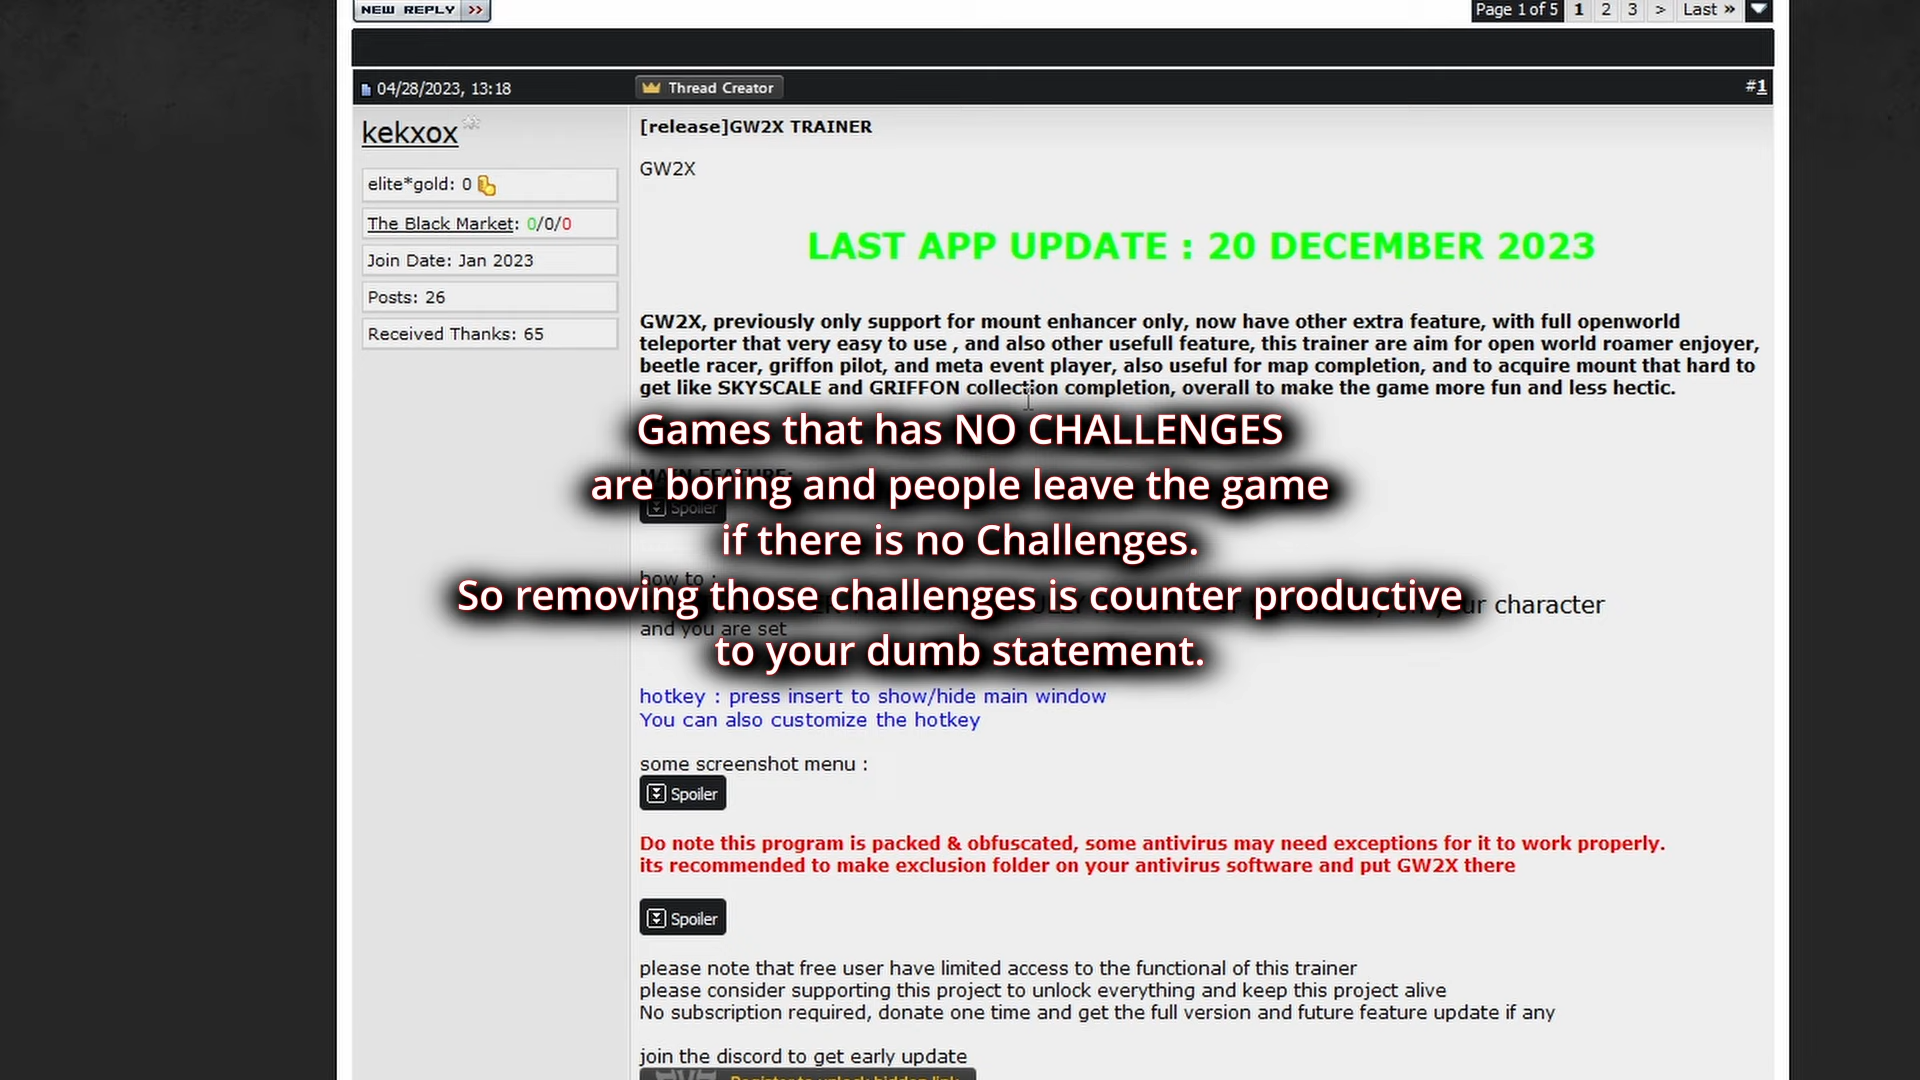 NEW REPLY >>
Page 1 of 5 1 2 3 > Last »
04/28/2023, 13:18
Thread Creator
#1
kekxox
elite*gold: 0
The Black Market: 0/0/0
Join Date: Jan 2023
Posts: 26
Received Thanks: 65
[release]GW2X TRAINER
GW2X
LAST APP UPDATE : 20 DECEMBER 2023
GW2X, previously only support for mount enhancer only, now have other extra feature, with full openworld
teleporter that very easy to use , and also other usefull feature, this trainer are aim for open world roamer enjoyer,
beetle racer, griffon pilot, and meta event player, also useful for map completion, and to acquire mount that hard to
get like SKYSCALE and GRIFFON collection completion, overall to make the game more fun and less hectic.
Games that has NO CHALLENGES
MAIN FEATURE:
are boring and people leave the game
Spoiler
if there is no Challenges.
how to :
So removing those challenges is counter productive
character
and you are set
to your dumb statement.
hotkey : press insert to show/hide main window
You can also customize the hotkey
some screenshot menu :
Spoiler
Do note this program is packed & obfuscated, some antivirus may need exceptions for it to work properly.
its recommended to make exclusion folder on your antivirus software and put GW2X there
Spoiler
please note that free user have limited access to the functional of this trainer
please consider supporting this project to unlock everything and keep this project alive
No subscription required, donate one time and get the full version and future feature update if any
join the discord to get early update